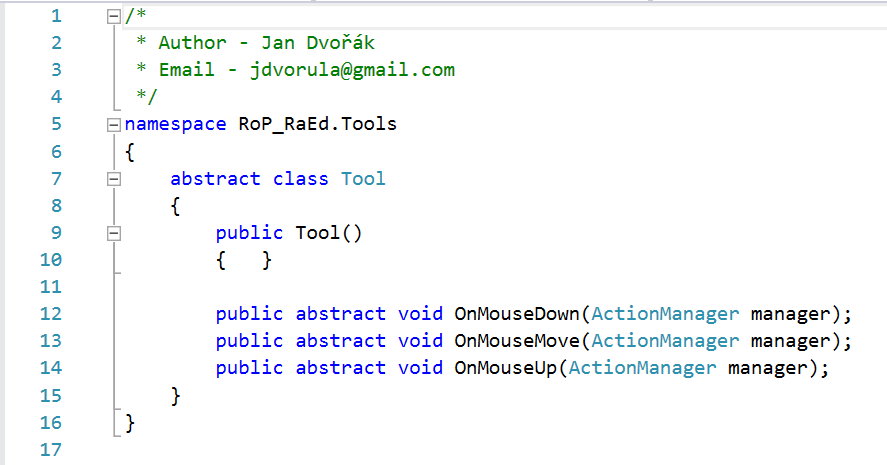 1 /*
2  * Author - Jan Dvořák
3  * Email - jdvorula@gmail.com
4  */
5 namespace RoP_RaEd.Tools
6 {
7     abstract class Tool
8     {
9         public Tool()
10         {   }
11
12         public abstract void OnMouseDown(ActionManager manager);
13         public abstract void OnMouseMove(ActionManager manager);
14         public abstract void OnMouseUp(ActionManager manager);
15     }
16 }
17